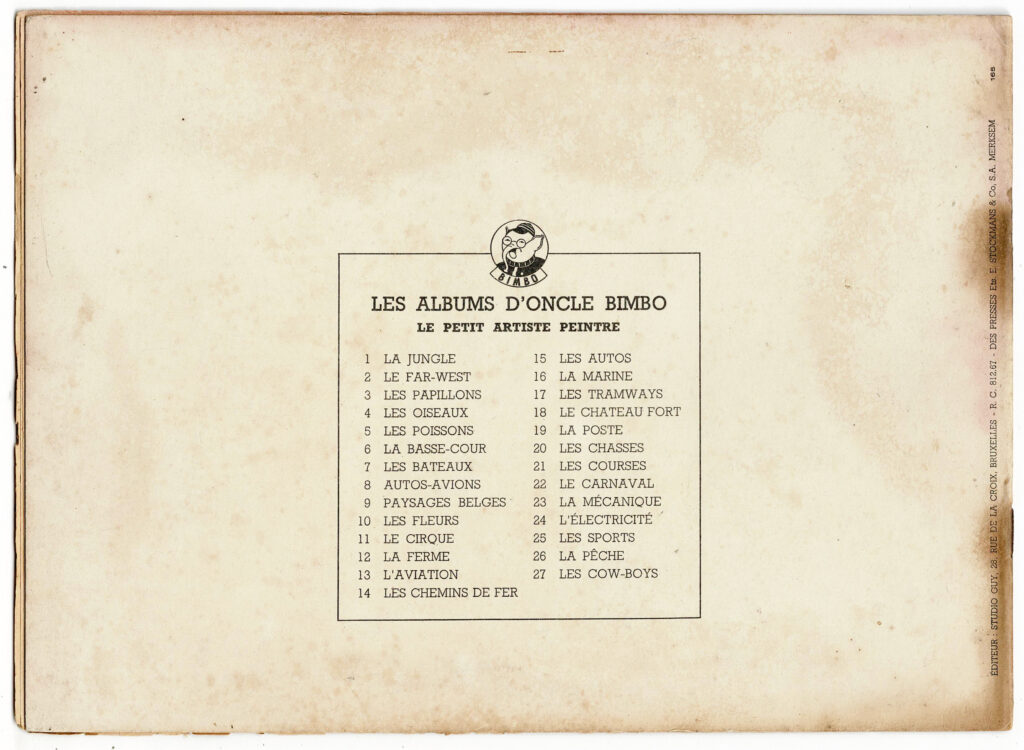 BIMBO
LES ALBUMS D'ONCLE BIMBO
LE PETIT ARTISTE PEINTRE
1 LA JUNGLE
2 LE FAR-WEST
3 LES PAPILLONS
4 LES OISEAUX
5 LES POISSONS
6 LA BASSE-COUR
7 LES BATEAUX
8 AUTOS-AVIONS
9 PAYSAGES BELGES
10 LES FLEURS
11 LE CIRQUE
12 LA FERME
13 L'AVIATION
14 LES CHEMINS DE FER
15 LES AUTOS
16 LA MARINE
17 LES TRAMWAYS
18 LE CHATEAU FORT
19 LA POSTE
20 LES CHASSES
21 LES COURSES
22 LE CARNAVAL
23 LA MÉCANIQUE
24 L'ÉLECTRICITÉ
25 LES SPORTS
26 LA PÊCHE
27 LES COW-BOYS
ÉDITEUR : STUDIO GUY, 28, RUE DE LA CROIX, BRUXELLES - R. C. 812.67 - DES PRESSES Ets. E. STOCKMANS & Co, S.A. MERKSEM
168